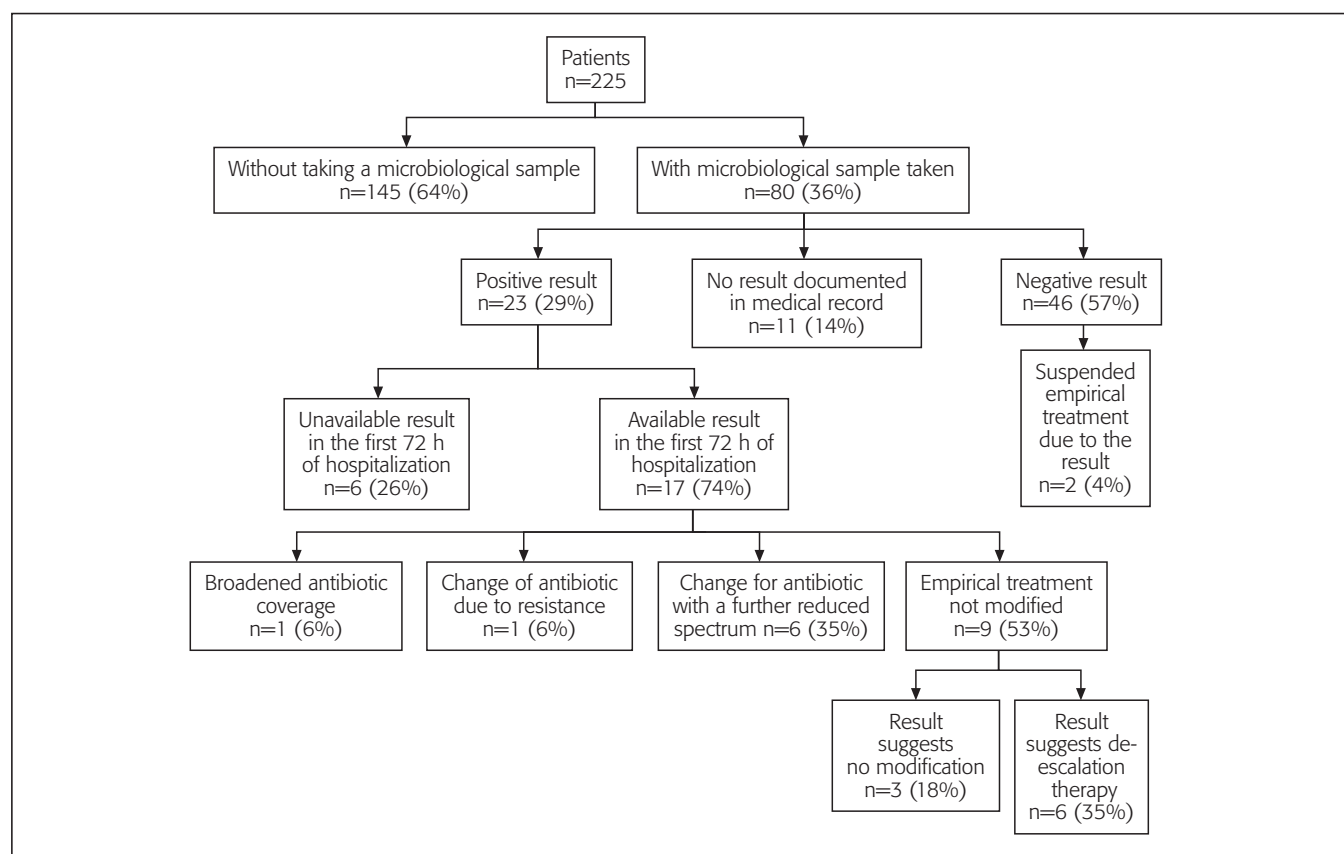 Patients
n=225
Without taking a microbiological sample
n=145 (64%)
With microbiological sample taken
n=80 (36%)
Positive result
n=23 (29%)
No result documented
in medical record
n=11 (14%)
Negative result
n=46 (57%)
Suspended
empirical
treatment
due to the
result
n=2 (4%)
Unavailable result
in the first 72 h
of hospitalization
n=6 (26%)
Available result
in the first 72 h of
hospitalization
n=17 (74%)
Broadened antibiotic
coverage
n=1 (6%)
Change of antibiotic
due to resistance
n=1 (6%)
Change for antibiotic
with a further reduced
spectrum n=6 (35%)
Empirical treatment
not modified
n=9 (53%)
Result
suggests
no modification
n=3 (18%)
Result
suggests de-
escalation
therapy
n=6 (35%)